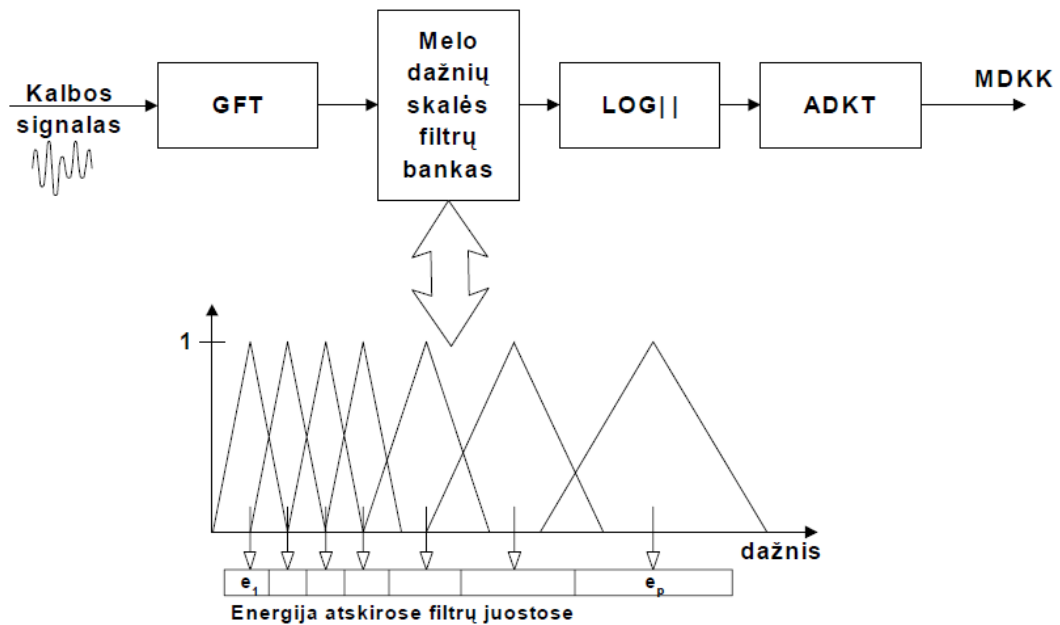 Kalbos
signalas
GFT
Melo
dažnių
skalės
filtrų
bankas
LOG||
ADKT
MDKK
1
dažnis
e1
ep
Energija atskirose filtrų juostose